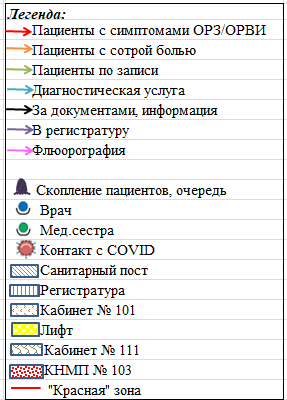 Легенда:
Пациенты с симптомами ОРЗ/ОРВИ
Пациенты с сотрой болью
Пациенты по записи
Диагностическая услуга
За документами, информация
В регистратуру
Флюорография
Скопление пациентов, очередь
Врач
Мед.сестра
Контакт с COVID
Санитарный пост
Регистратура
Кабинет № 101
Лифт
Кабинет № 111
КНМП № 103
"Красная" зона